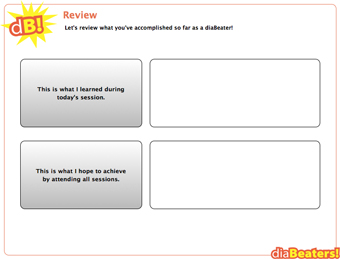 dB!
Review
Let's review what you've accomplished so far as a diaBeater!
This is what I learned during
today's session.
This is what I hope to achieve
by attending all sessions.
diaBeaters!